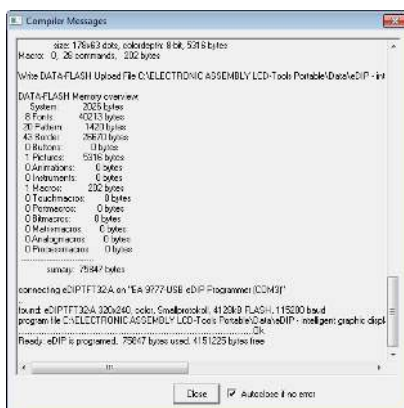 Compiler Messages
size: 176x63 dots, colordepth: 8 bit, 5316 bytes
Macro: 0, 26 commands, 202 bytes
Write DATA-FLASH Upload File C:\ELECTRONIC ASSEMBLY LCD-Tools Portable\Data\eDIP - int
DATA-FLASH Memory overview:
System: 2026 bytes
8 Fonts: 40213 bytes
20 Pattern: 1420 bytes
43 Border: 26670 bytes
0 Buttons: 0 bytes
1 Pictures: 5316 bytes
0 Animations: 0 bytes
0 Instruments: 0 bytes
1 Macros: 202 bytes
0 Touchmacros: 0 bytes
0 Portmacros: 0 bytes
0 Bitmacros: 0 bytes
0 Matrixmacros: 0 bytes
0 Analogmacros: 0 bytes
0 Processmacros: 0 bytes
--------------------
sumary: 75847 bytes
connecting eDIPTFT32-A on "EA 9777-USB eDIP Programmer (COM3)"
..
found: eDIPTFT32-A 320x240, color, Smallprotokoll, 4128kB FLASH, 115200 baud
program file C:\ELECTRONIC ASSEMBLY LCD-Tools Portable\Data\eDIP - intelligent graphic displ
Ok.
Ready. eDIP is programed. 75847 bytes used, 4151225 bytes free
Close
Autoclose if no error